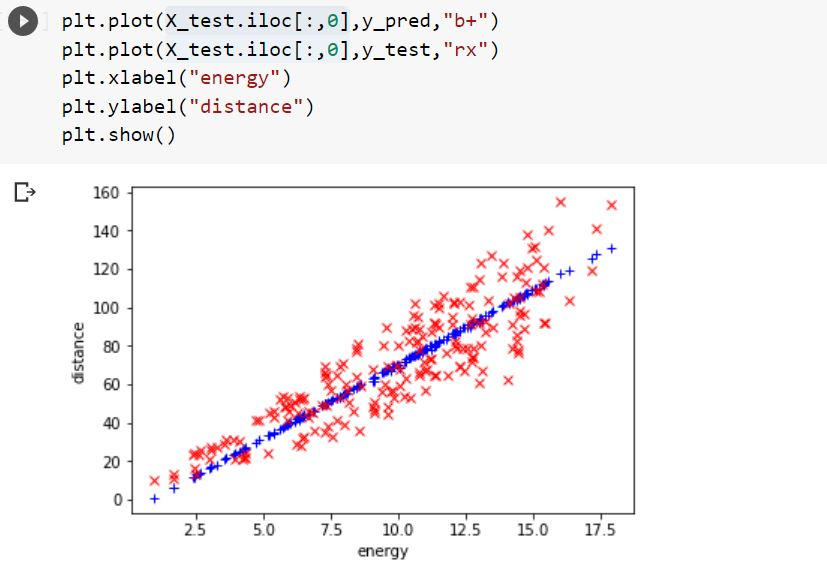 plt.plot(X_test.iloc[:,0],y_pred,"b+")
plt.plot(X_test.iloc[:,0],y_test,"rx")
plt.xlabel("energy")
plt.ylabel("distance")
plt.show()
160
140
120
100
80
60
40
20
0
distance
2.5 5.0 7.5 10.0 12.5 15.0 17.5
energy